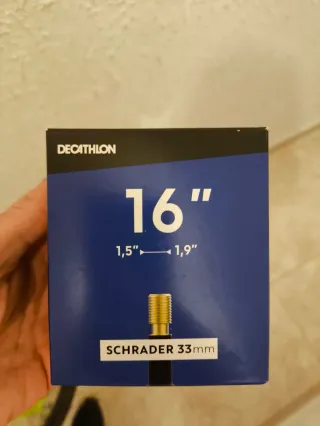 DECATHLON
16"
1,5" 1,9"
SCHRADER 33mm